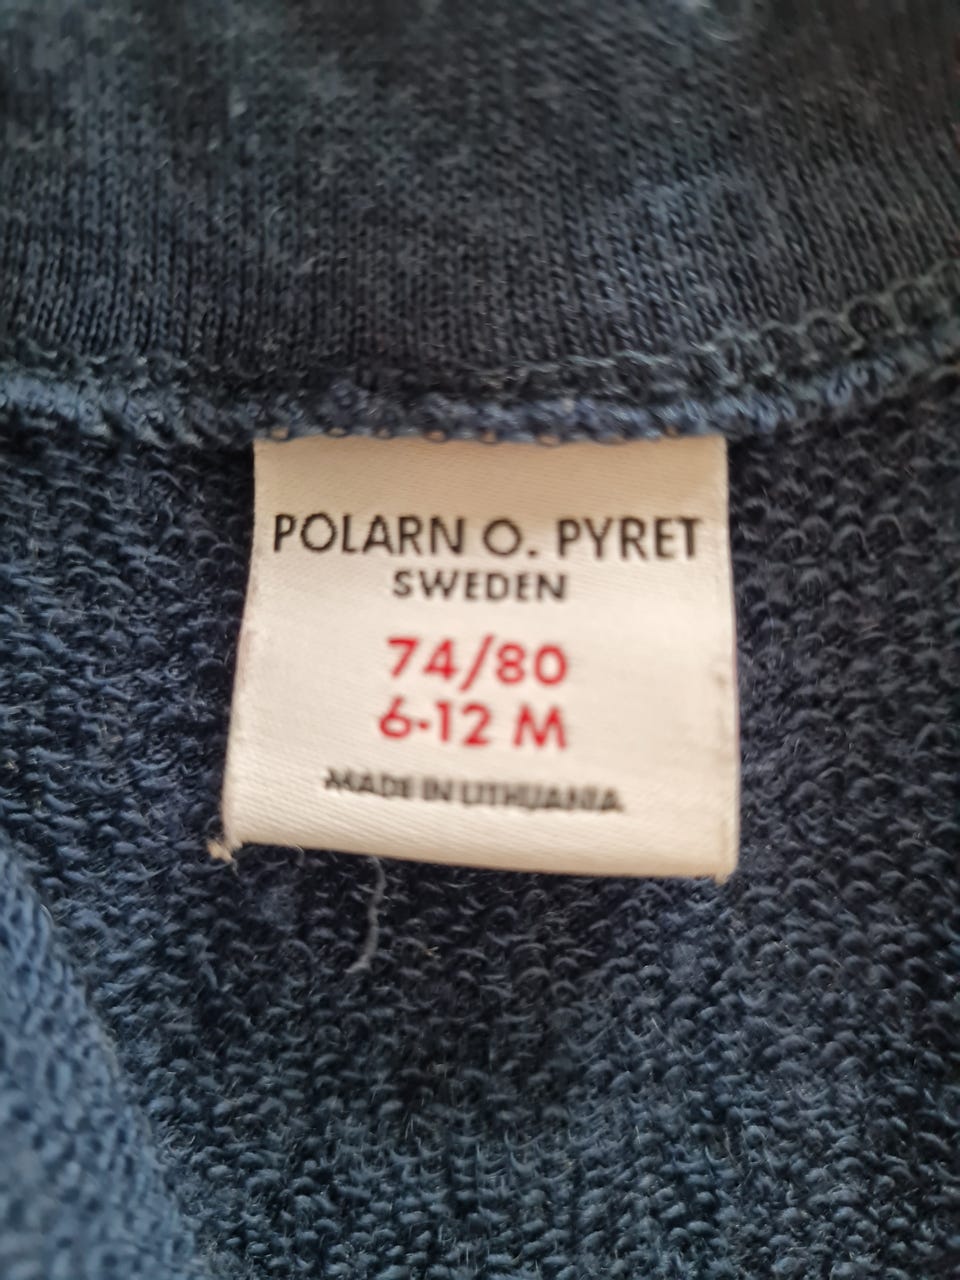 POLARN O. PYRET
SWEDEN
74/80
6-12 M
MADE IN LITHUANIA